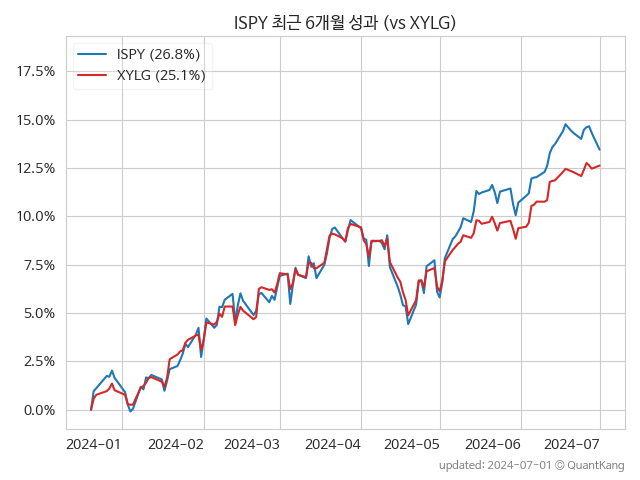 ISPY 최근 6개월 성과 (vs XYLG)
ISPY (26.8%)
XYLG (25.1%)
17.5%
15.0%
12.5%
10.0%
7.5%
5.0%
2.5%
0.0%
2024-01 2024-02 2024-03 2024-04 2024-05 2024-06 2024-07
updated: 2024-07-01 © QuantKang